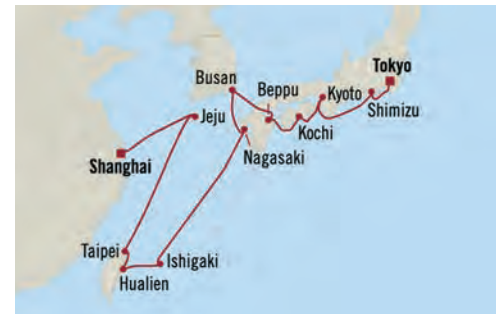 Tokyo
Busan
Beppu
Kyoto
Shimizu
Jeju
Kochi
Nagasaki
Shanghai
Taipei
Ishigaki
Hualien